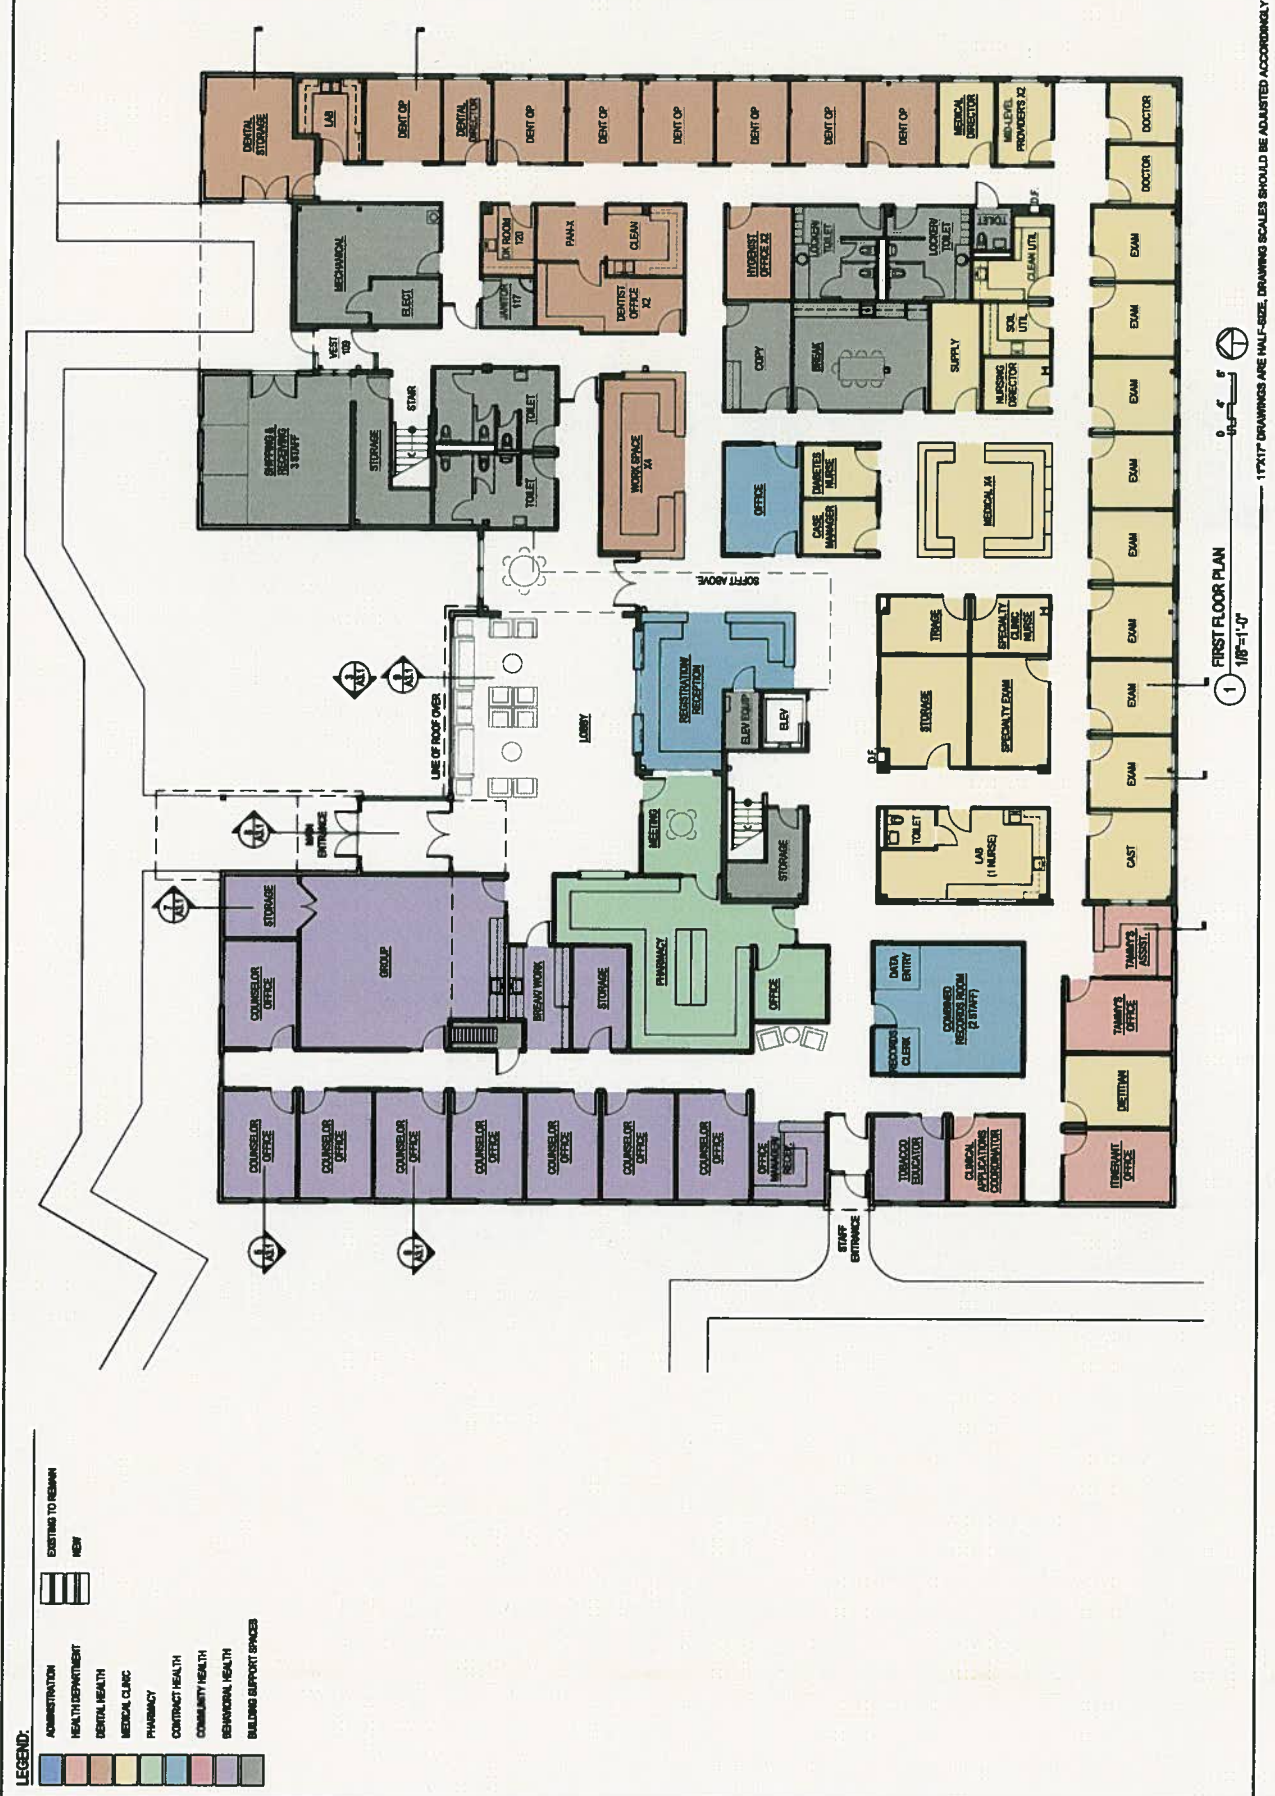 LEGEND:
ADMINISTRATION
HEALTH DEPARTMENT
DENTAL HEALTH
MEDICAL CLINIC
PHARMACY
CONTRACT HEALTH
COMMUNITY HEALTH
BEHAVIORAL HEALTH
BUILDING SUPPORT SPACES
EXISTING TO REMAIN
NEW
COUNSELOR
OFFICE
COUNSELOR
OFFICE
COUNSELOR
OFFICE
COUNSELOR
OFFICE
COUNSELOR
OFFICE
COUNSELOR
OFFICE
COUNSELOR
OFFICE
OFFICE
MANAGER/
RECEP.
STAFF
ENTRANCE
TOBACCO
EDUCATOR
CLINICAL
APPLICATIONS
COORDINATOR
ITINERANT
OFFICE
DIETITIAN
TAMMY'S
OFFICE
TAMMY'S
ASSIST.
COUNSELOR
OFFICE
STORAGE
GROUP
BREAK/ WORK
STORAGE
PHARMACY
OFFICE
RECORDS
CLERK
DATA
ENTRY
COMBINED
RECORDS ROOM
(2 STAFF)
MAIN
ENTRANCE
LINE OF ROOF OVER
LOBBY
MEETING
STORAGE
REGISTRATION/
RECEPTION
ELEV EQUIP
ELEV
SOFFIT ABOVE
TOILET
LAB
(1 NURSE)
CAST
D.F.
STORAGE
SPECIALTY EXAM
TRIAGE
SPECIALTY
CLINIC
NURSE
EXAM
EXAM
EXAM
EXAM
EXAM
EXAM
EXAM
EXAM
SHIPPING &
RECEIVING
3 STAFF
STORAGE
STAIR
TOILET
TOILET
WORK SPACE
X4
OFFICE
CASE
MANAGER
DIABETES
NURSE
MEDICAL X4
VEST
109
MECHANICAL
ELECT
JANITOR
117
DK ROOM
120
PAN-X
CLEAN
DENTIST
OFFICE
X2
HYGENIST
OFFICE X2
COPY
BREAK
LOCKER/
TOILET
LOCKER/
TOILET
TOILET
CLEAN UTIL
SUPPLY
SOIL
UTIL
NURSING
DIRECTOR
D.F.
DENTAL
STORAGE
LAB
DENT OP
DENTAL
DIRECTOR
DENT OP
DENT OP
DENT OP
DENT OP
DENT OP
DENT OP
MEDICAL
DIRECTOR
MID-LEVEL
PROVIDER'S X2
DOCTOR
DOCTOR
1
FIRST FLOOR PLAN
1/8"=1'-0"
0 4' 8'
11"X17" DRAWINGS ARE HALF-SIZE, DRAWING SCALES SHOULD BE ADJUSTED ACCORDINGLY